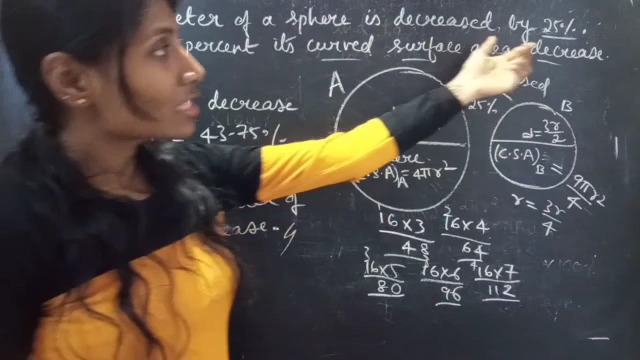 eter of a sphere is decreased by 25%.
percent its curved surface area decrease.
A
decrease
25%
B
= 43.75%
d = 3r/2
(C.S.A)B = 9πr²/4
(C.S.A)A = 4πr²
of
r = 3r/4
ease.
16×3
48
16×4
64
16×5
80
16×6
96
16×7
112